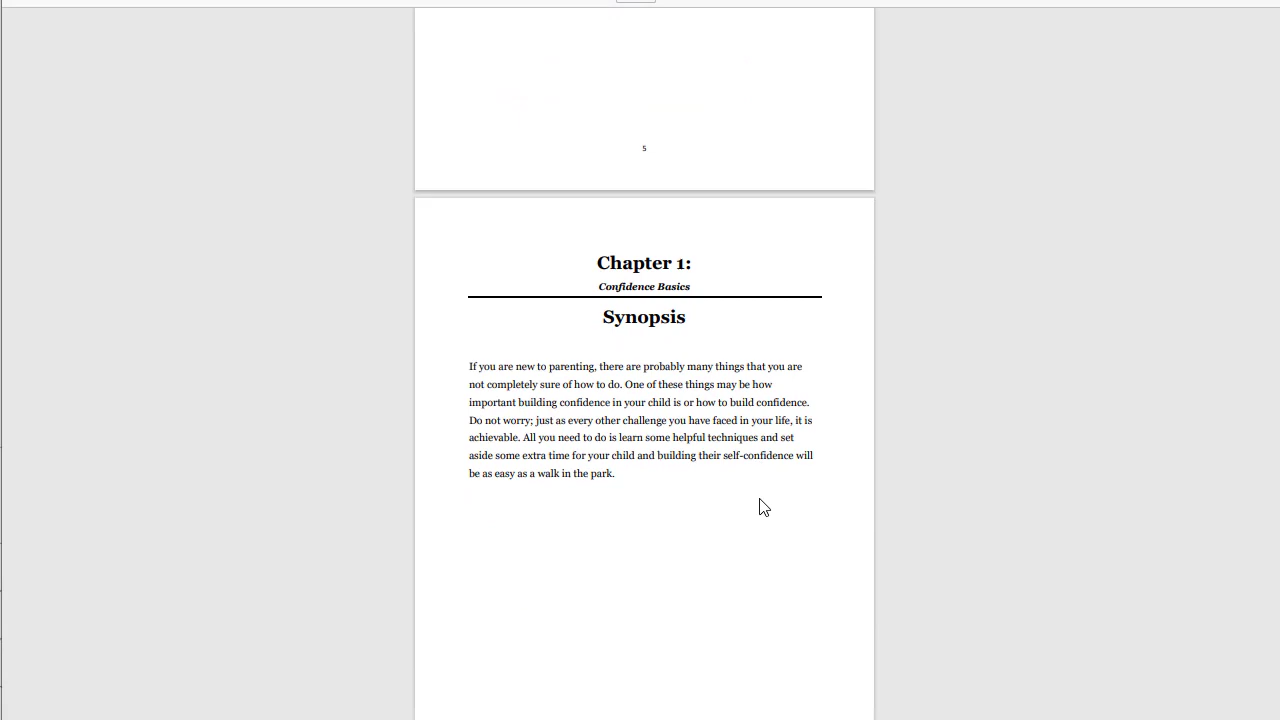 5
Chapter 1:
Confidence Basics
Synopsis
If you are new to parenting, there are probably many things that you are
not completely sure of how to do. One of these things may be how
important building confidence in your child is or how to build confidence.
Do not worry; just as every other challenge you have faced in your life, it is
achievable. All you need to do is learn some helpful techniques and set
aside some extra time for your child and building their self-confidence will
be as easy as a walk in the park.